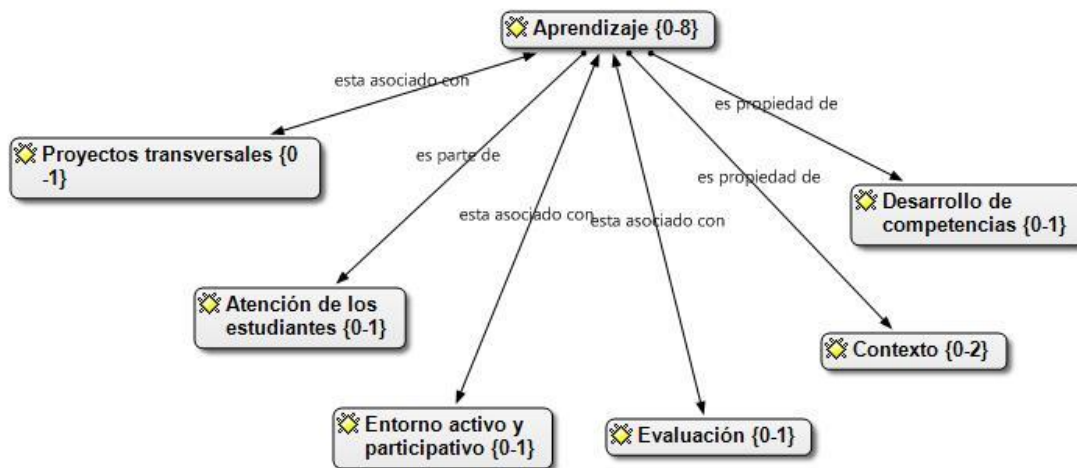 Aprendizaje {0-8}
esta asociado con
es propiedad de
Proyectos transversales {0
-1}
es parte de
es propiedad de
Desarrollo de
competencias {0-1}
esta asociado con
esta asociado con
Atención de los
estudiantes {0-1}
Contexto {0-2}
Entorno activo y
participativo {0-1}
Evaluación {0-1}